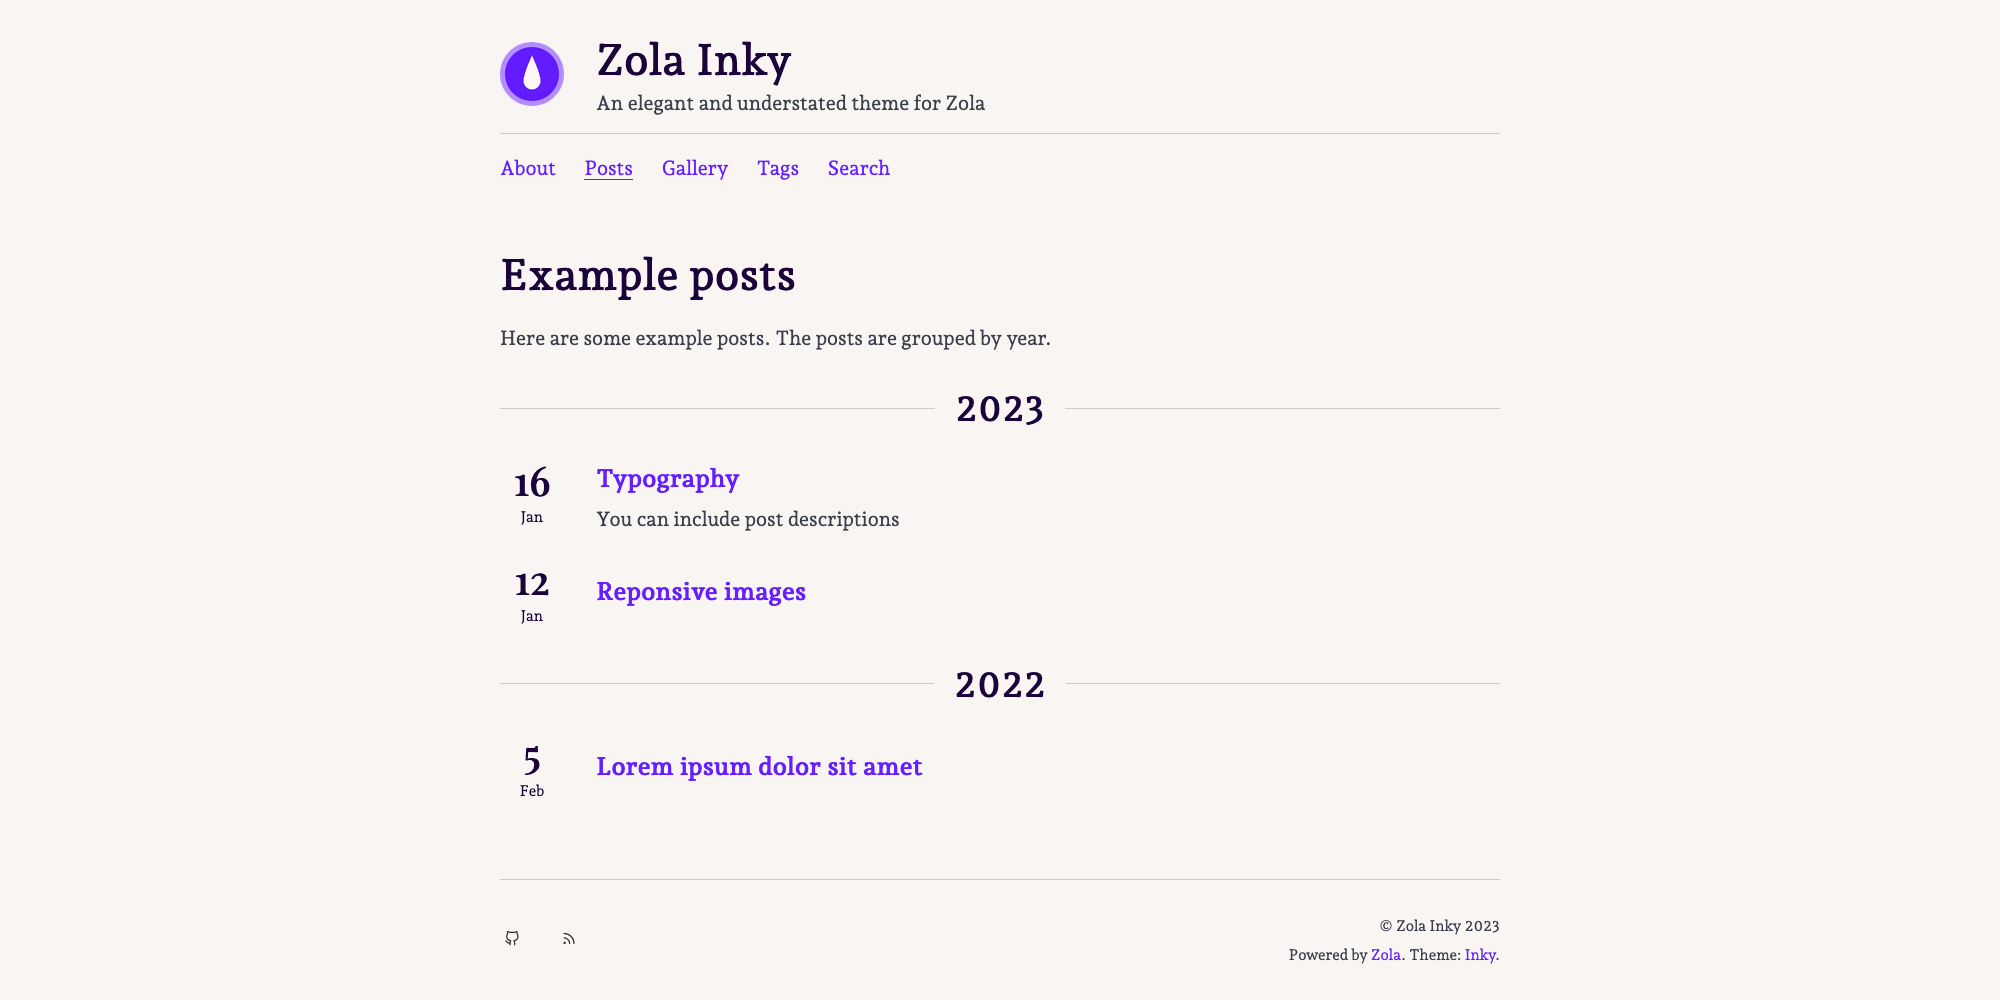 Zola Inky
An elegant and understated theme for Zola
About Posts Gallery Tags Search
Example posts
Here are some example posts. The posts are grouped by year.
2023
16
Jan
Typography
You can include post descriptions
12
Jan
Reponsive images
2022
5
Feb
Lorem ipsum dolor sit amet
© Zola Inky 2023
Powered by Zola. Theme: Inky.